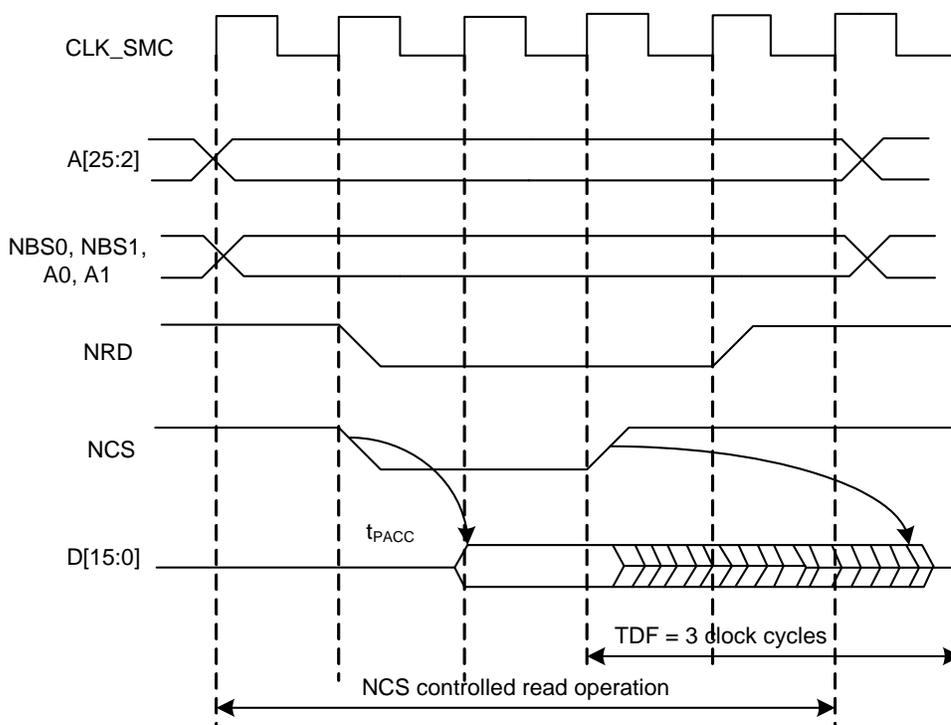 CLK_SMC
A[25:2]
NBS0, NBS1,
A0, A1
NRD
NCS
tPACC
D[15:0]
TDF = 3 clock cycles
NCS controlled read operation